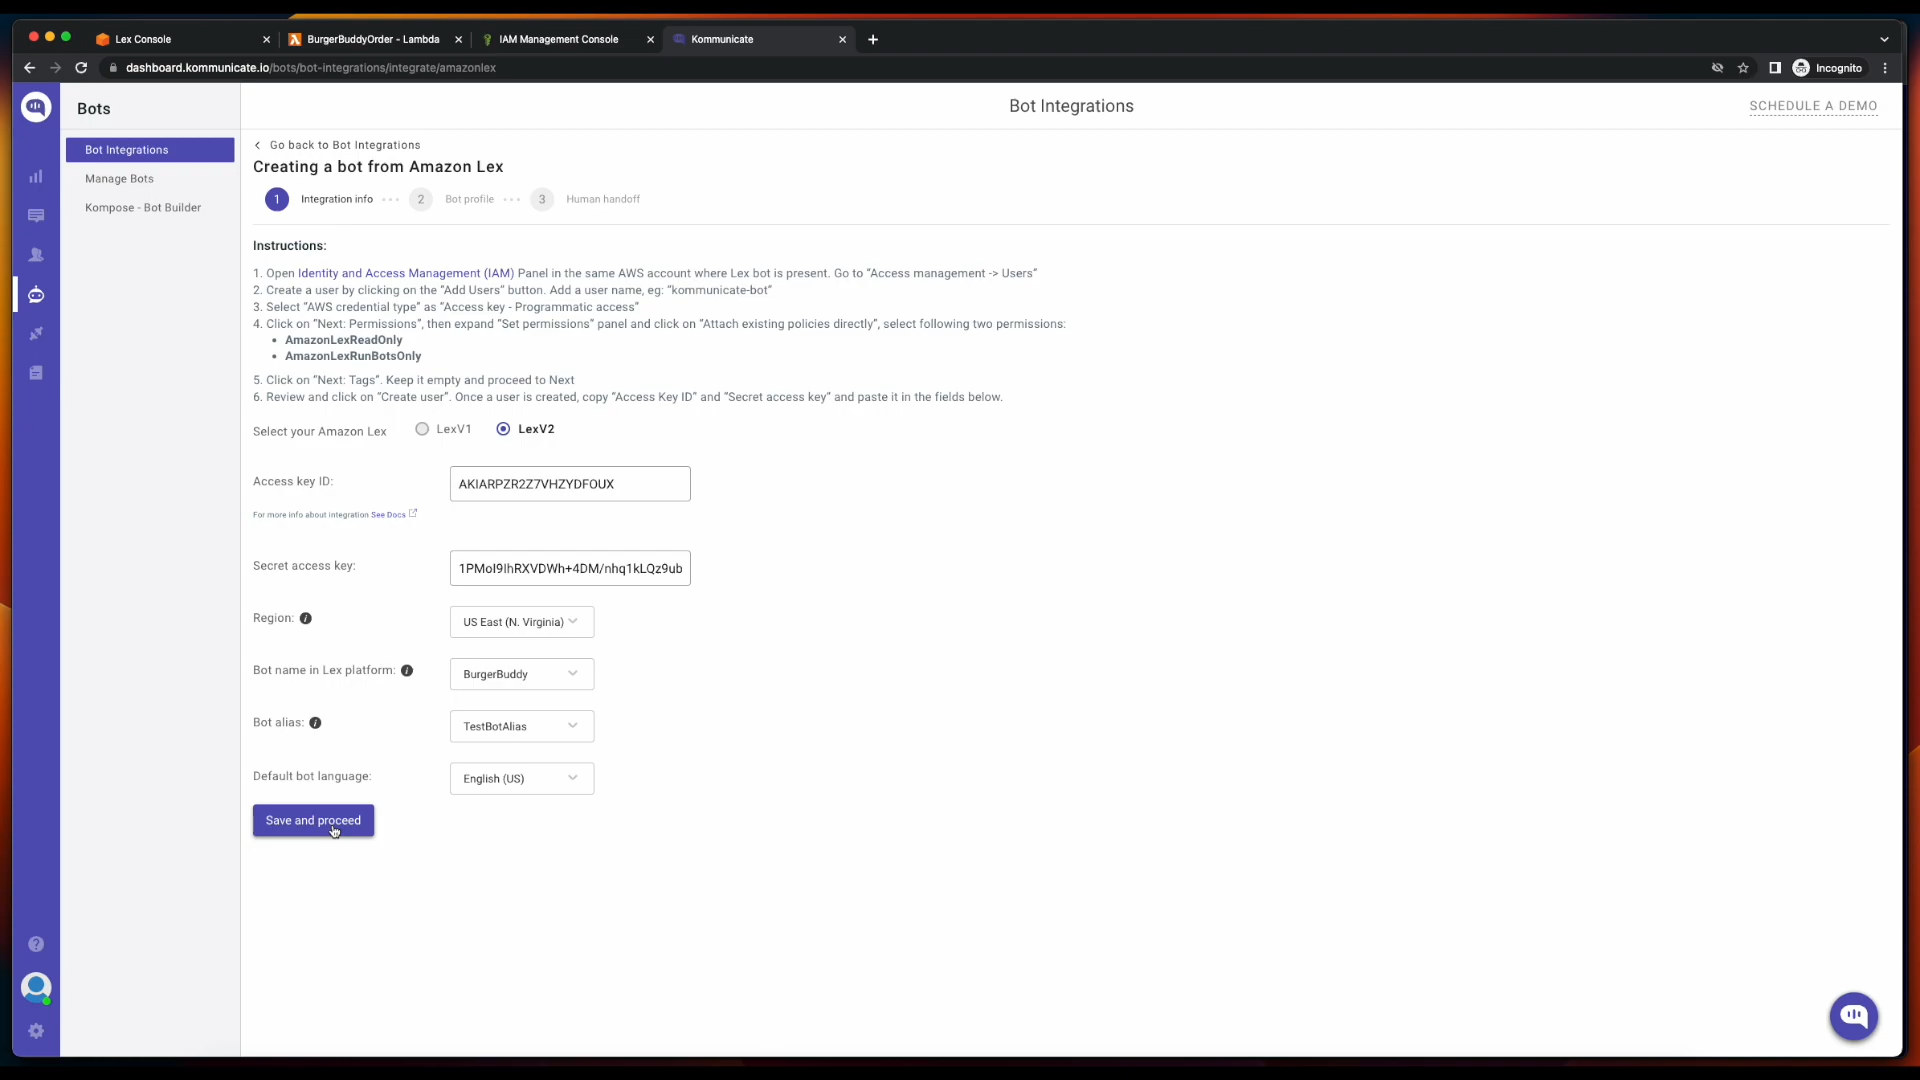 Lex Console
BurgerBuddyOrder - Lambda
IAM Management Console
Kommunicate
dashboard.kommunicate.io/bots/bot-integrations/integrate/amazonlex
Incognito
Bots
Bot Integrations
SCHEDULE A DEMO
Bot Integrations
Manage Bots
Kompose - Bot Builder
Go back to Bot Integrations
Creating a bot from Amazon Lex
1 Integration info 2 Bot profile 3 Human handoff
Instructions:
1. Open Identity and Access Management (IAM) Panel in the same AWS account where Lex bot is present. Go to “Access management -> Users”
2. Create a user by clicking on the “Add Users” button. Add a user name, eg: “kommunicate-bot”
3. Select “AWS credential type” as “Access key - Programmatic access”
4. Click on “Next: Permissions”, then expand “Set permissions” panel and click on “Attach existing policies directly”, select following two permissions:
• AmazonLexReadOnly
• AmazonLexRunBotsOnly
5. Click on “Next: Tags”. Keep it empty and proceed to Next
6. Review and click on “Create user”. Once a user is created, copy “Access Key ID” and “Secret access key” and paste it in the fields below.
Select your Amazon Lex LexV1 LexV2
Access key ID: AKIARPZR2Z7VHZYDFOUX
For more info about integration See Docs
Secret access key:
Region: US East (N. Virginia)
Bot name in Lex platform: BurgerBuddy
Bot alias: TestBotAlias
Default bot language: English (US)
Save and proceed